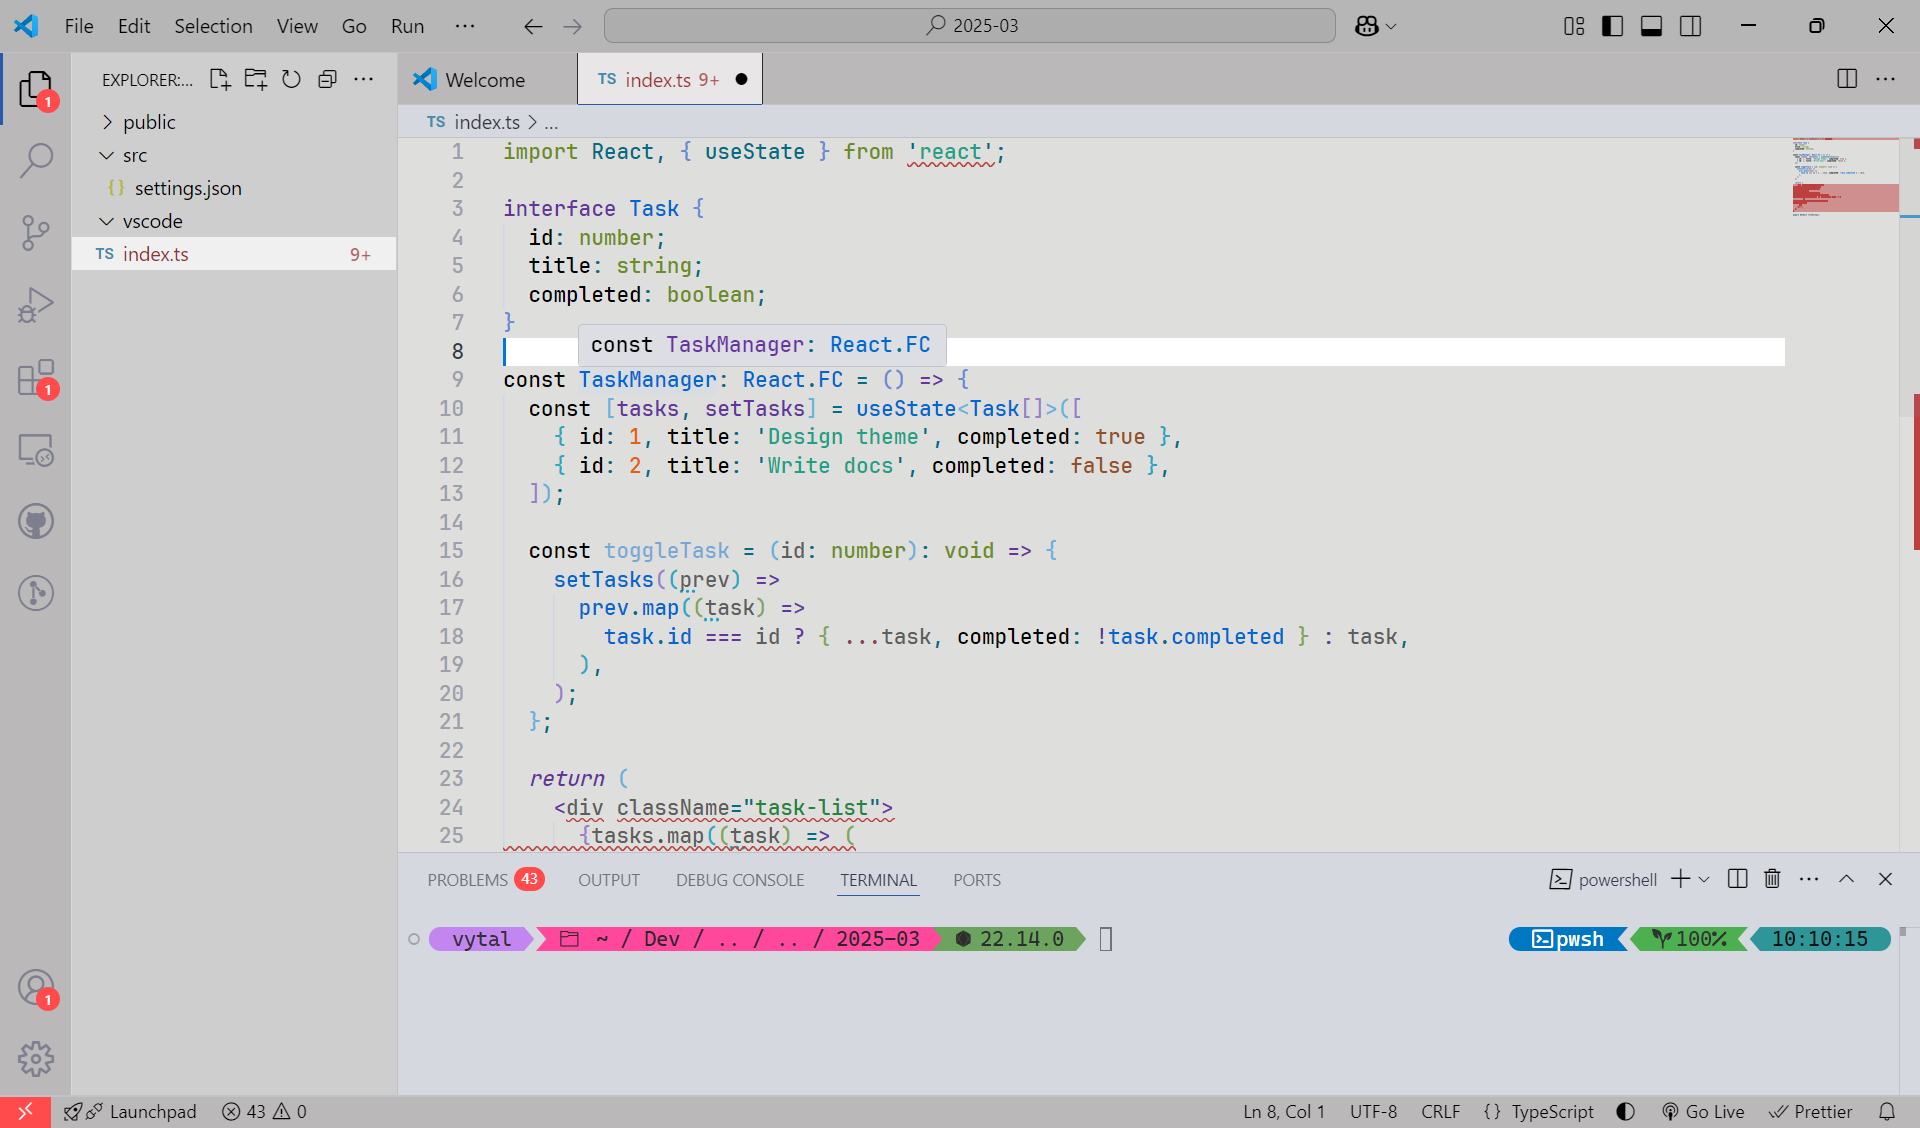 File Edit Selection View Go Run ··· 2025-03
EXPLORER:...
public
src
{} settings.json
vscode
TS index.ts 9+
Welcome
TS index.ts 9+
TS index.ts > ...
1 import React, { useState } from 'react';
2
3 interface Task {
4 id: number;
5 title: string;
6 completed: boolean;
7 }
const TaskManager: React.FC
8
9 const TaskManager: React.FC = () => {
10 const [tasks, setTasks] = useState<Task[]>([
11 { id: 1, title: 'Design theme', completed: true },
12 { id: 2, title: 'Write docs', completed: false },
13 ]);
14
15 const toggleTask = (id: number): void => {
16 setTasks((prev) =>
17 prev.map((task) =>
18 task.id === id ? { ...task, completed: !task.completed } : task,
19 ),
20 );
21 };
22
23 return (
24 <div className="task-list">
25 {tasks.map((task) => (
PROBLEMS 43 OUTPUT DEBUG CONSOLE TERMINAL PORTS powershell
vytal ~ / Dev / .. / .. / 2025-03 22.14.0 pwsh 100% 10:10:15
1
1
1
Launchpad 43 0 Ln 8, Col 1 UTF-8 CRLF {} TypeScript Go Live Prettier